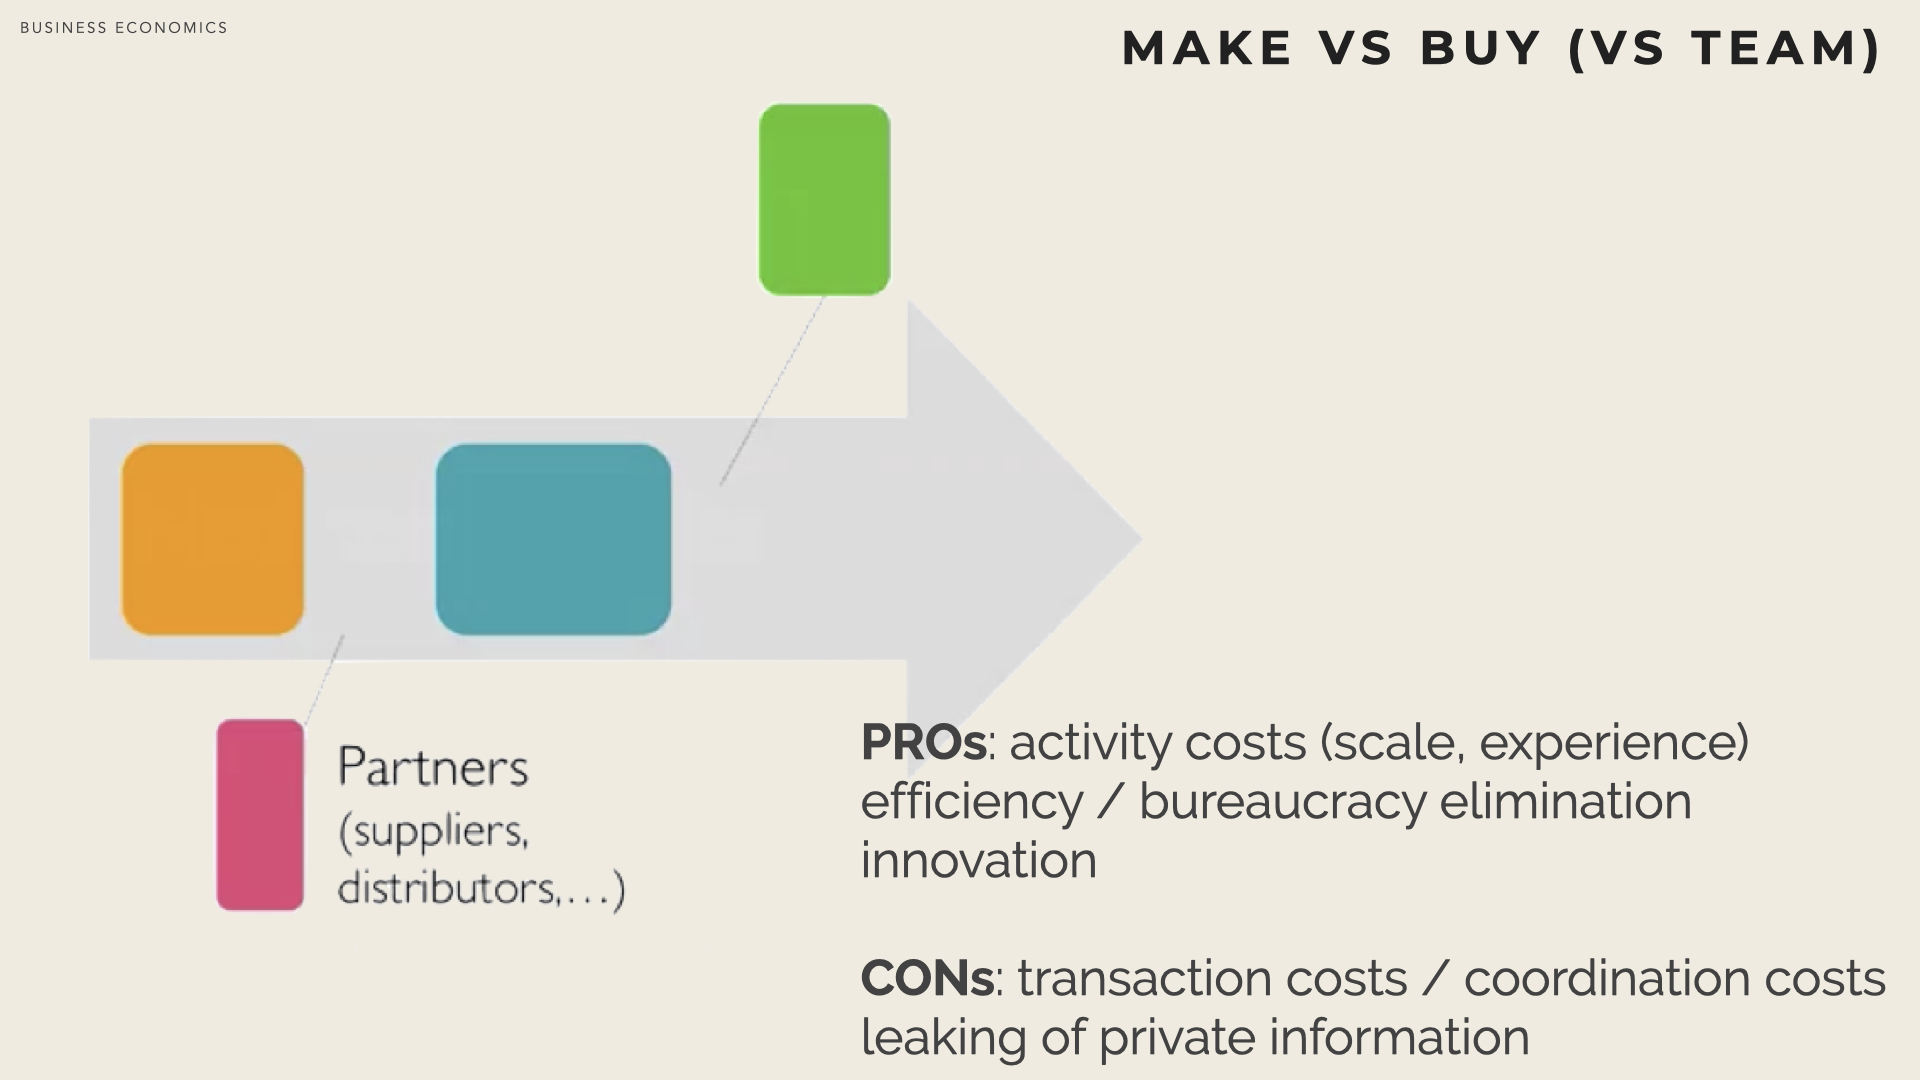 BUSINESS ECONOMICS
MAKE VS BUY (VS TEAM)
Partners
(suppliers,
distributors,...)
PROs: activity costs (scale, experience)
efficiency / bureaucracy elimination
innovation
CONs: transaction costs / coordination costs
leaking of private information